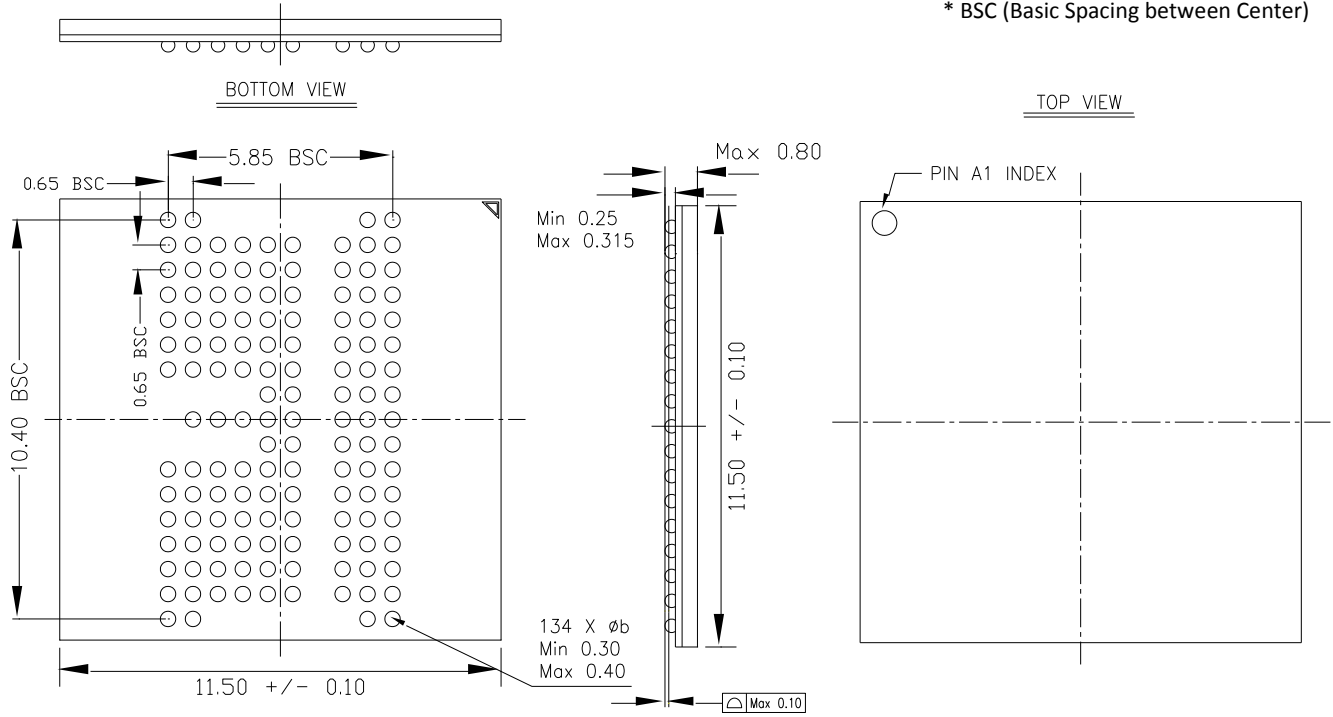 * BSC (Basic Spacing between Center)
BOTTOM VIEW
TOP VIEW
5.85 BSC
0.65 BSC
Max 0.80
PIN A1 INDEX
Min 0.25
Max 0.315
0.65 BSC
10.40 BSC
11.50 +/- 0.10
134 X øb
Min 0.30
Max 0.40
11.50 +/- 0.10
Max 0.10